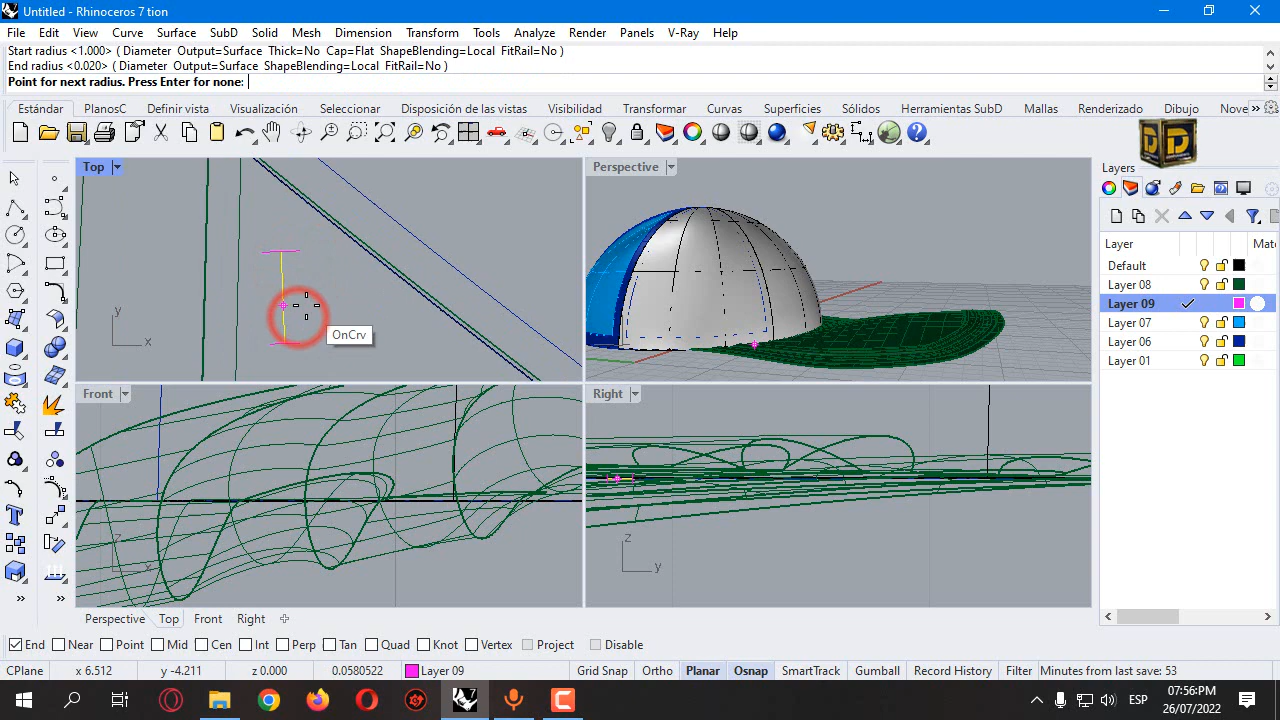 Untitled - Rhinoceros 7 tion
File Edit View Curve Surface SubD Solid Mesh Dimension Transform Tools Analyze Render Panels V-Ray Help
Start radius <1.000> ( Diameter Output=Surface Thick=No Cap=Flat ShapeBlending=Local FitRail=No )
End radius <0.020> ( Diameter Output=Surface ShapeBlending=Local FitRail=No )
Point for next radius. Press Enter for none:
Estándar PlanosC Definir vista Visualización Seleccionar Disposición de las vistas Visibilidad Transformar Curvas Superficies Sólidos Herramientas SubD Mallas Renderizado Dibujo Nove »
Top
Perspective
Layers
Layer Mate
Default
Layer 08
Layer 09
Layer 07
Layer 06
Layer 01
OnCrv
y
x
Front
Right
z
x
z
y
Perspective Top Front Right
End Near Point Mid Cen Int Perp Tan Quad Knot Vertex Project Disable
CPlane x 6.512 y -4.211 z 0.000 0.0580522 Layer 09 Grid Snap Ortho Planar Osnap SmartTrack Gumball Record History Filter Minutes from last save: 53
ESP 07:56PM
26/07/2022